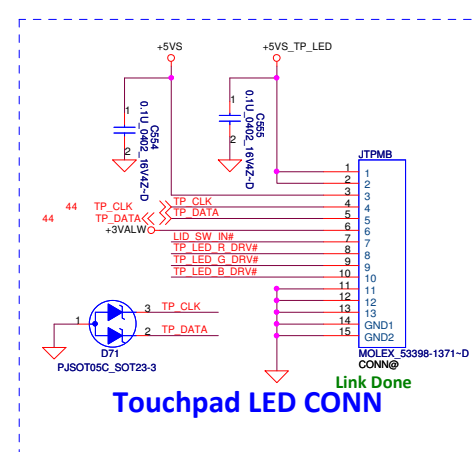 +5VS
+5VS_TP_LED
1
0.1U_0402_16V4Z~D
C554
2
1
0.1U_0402_16V4Z~D
C555
2
JTPMB
1 1
2 2
3 3
44 TP_CLK TP_CLK 4 4
44 TP_DATA TP_DATA 5 5
+3VALW 6 6
LID_SW_IN# 7 7
TP_LED_R_DRV# 8 8
TP_LED_G_DRV# 9 9
TP_LED_B_DRV# 10 10
11 11
12 12
13 13
14 GND1
15 GND2
MOLEX_53398-1371~D
CONN@
Link Done
1
3 TP_CLK
2 TP_DATA
D71
PJSOT05C_SOT23-3
Touchpad LED CONN